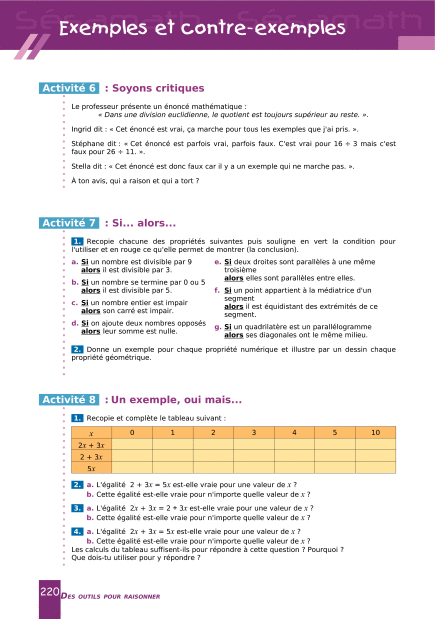 Sésamath Sésamath
Exemples et contre-exemples
Activité 6 : Soyons critiques
Le professeur présente un énoncé mathématique :
« Dans une division euclidienne, le quotient est toujours supérieur au reste. ».
Ingrid dit : « Cet énoncé est vrai, ça marche pour tous les exemples que j'ai pris. ».
Stéphane dit : « Cet énoncé est parfois vrai, parfois faux. C'est vrai pour 16 ÷ 3 mais c'est
faux pour 26 ÷ 11. ».
Stella dit : « Cet énoncé est donc faux car il y a un exemple qui ne marche pas. ».
À ton avis, qui a raison et qui a tort ?
Activité 7 : Si... alors...
1. Recopie chacune des propriétés suivantes puis souligne en vert la condition pour
l'utiliser et en rouge ce qu'elle permet de montrer (la conclusion).
a. Si un nombre est divisible par 9
alors il est divisible par 3.
b. Si un nombre se termine par 0 ou 5
alors il est divisible par 5.
c. Si un nombre entier est impair
alors son carré est impair.
d. Si on ajoute deux nombres opposés
alors leur somme est nulle.
e. Si deux droites sont parallèles à une même
troisième
alors elles sont parallèles entre elles.
f. Si un point appartient à la médiatrice d'un
segment
alors il est équidistant des extrémités de ce
segment.
g. Si un quadrilatère est un parallélogramme
alors ses diagonales ont le même milieu.
2. Donne un exemple pour chaque propriété numérique et illustre par un dessin chaque
propriété géométrique.
Activité 8 : Un exemple, oui mais...
1. Recopie et complète le tableau suivant :
x 0 1 2 3 4 5 10
2x + 3x
2 + 3x
5x
2. a. L'égalité 2 + 3x = 5x est-elle vraie pour une valeur de x ?
b. Cette égalité est-elle vraie pour n'importe quelle valeur de x ?
3. a. L'égalité 2x + 3x = 2 + 3x est-elle vraie pour une valeur de x ?
b. Cette égalité est-elle vraie pour n'importe quelle valeur de x ?
4. a. L'égalité 2x + 3x = 5x est-elle vraie pour une valeur de x ?
b. Cette égalité est-elle vraie pour n'importe quelle valeur de x ?
Les calculs du tableau suffisent-ils pour répondre à cette question ? Pourquoi ?
Que dois-tu utiliser pour y répondre ?
220 DES OUTILS POUR RAISONNER